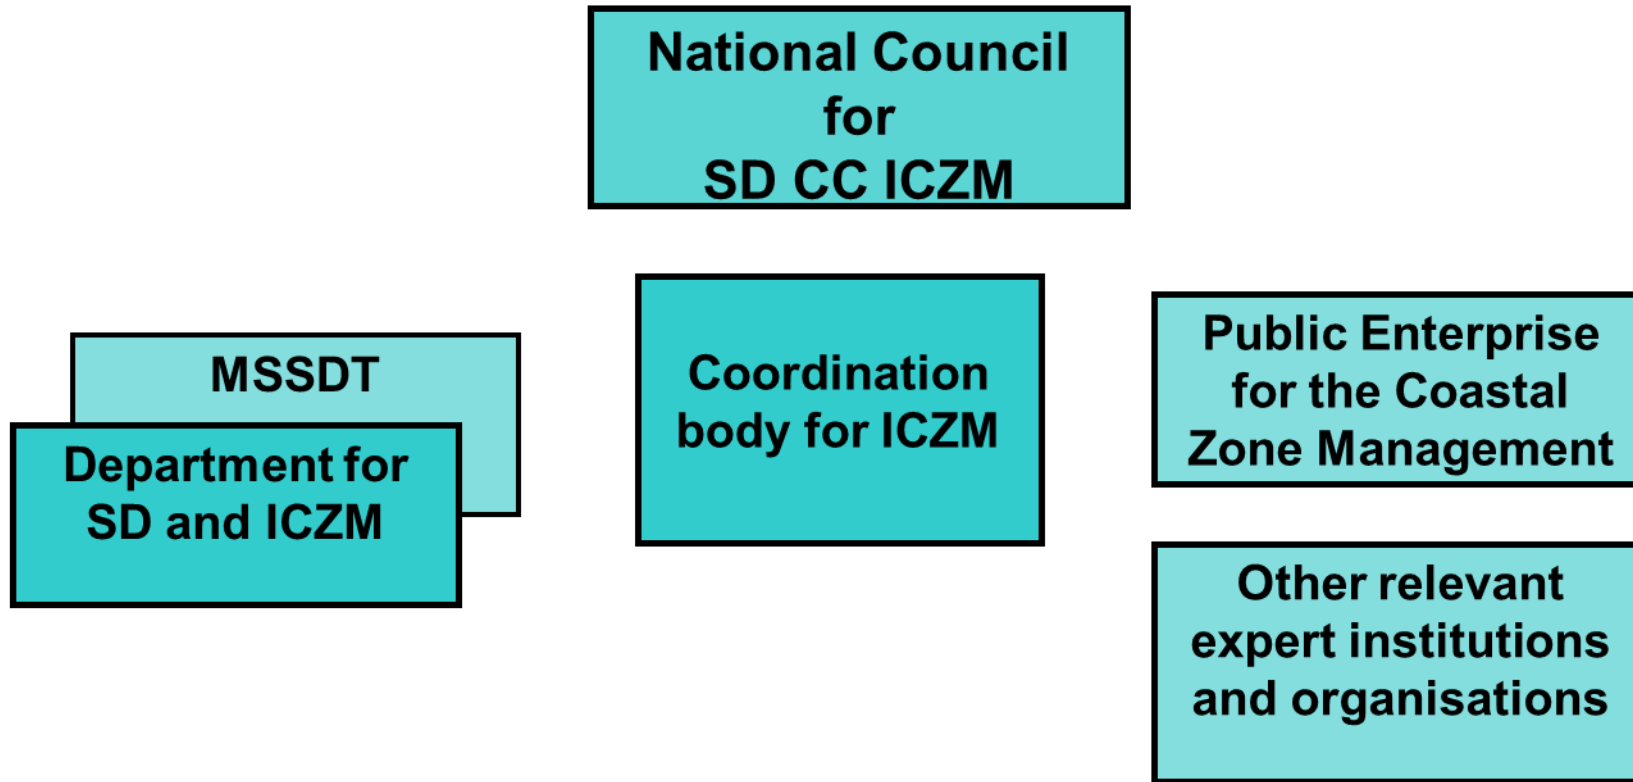 National Council
for
SD CC ICZM
MSSDT
Department for
SD and ICZM
Coordination
body for ICZM
Public Enterprise
for the Coastal
Zone Management
Other relevant
expert institutions
and organisations